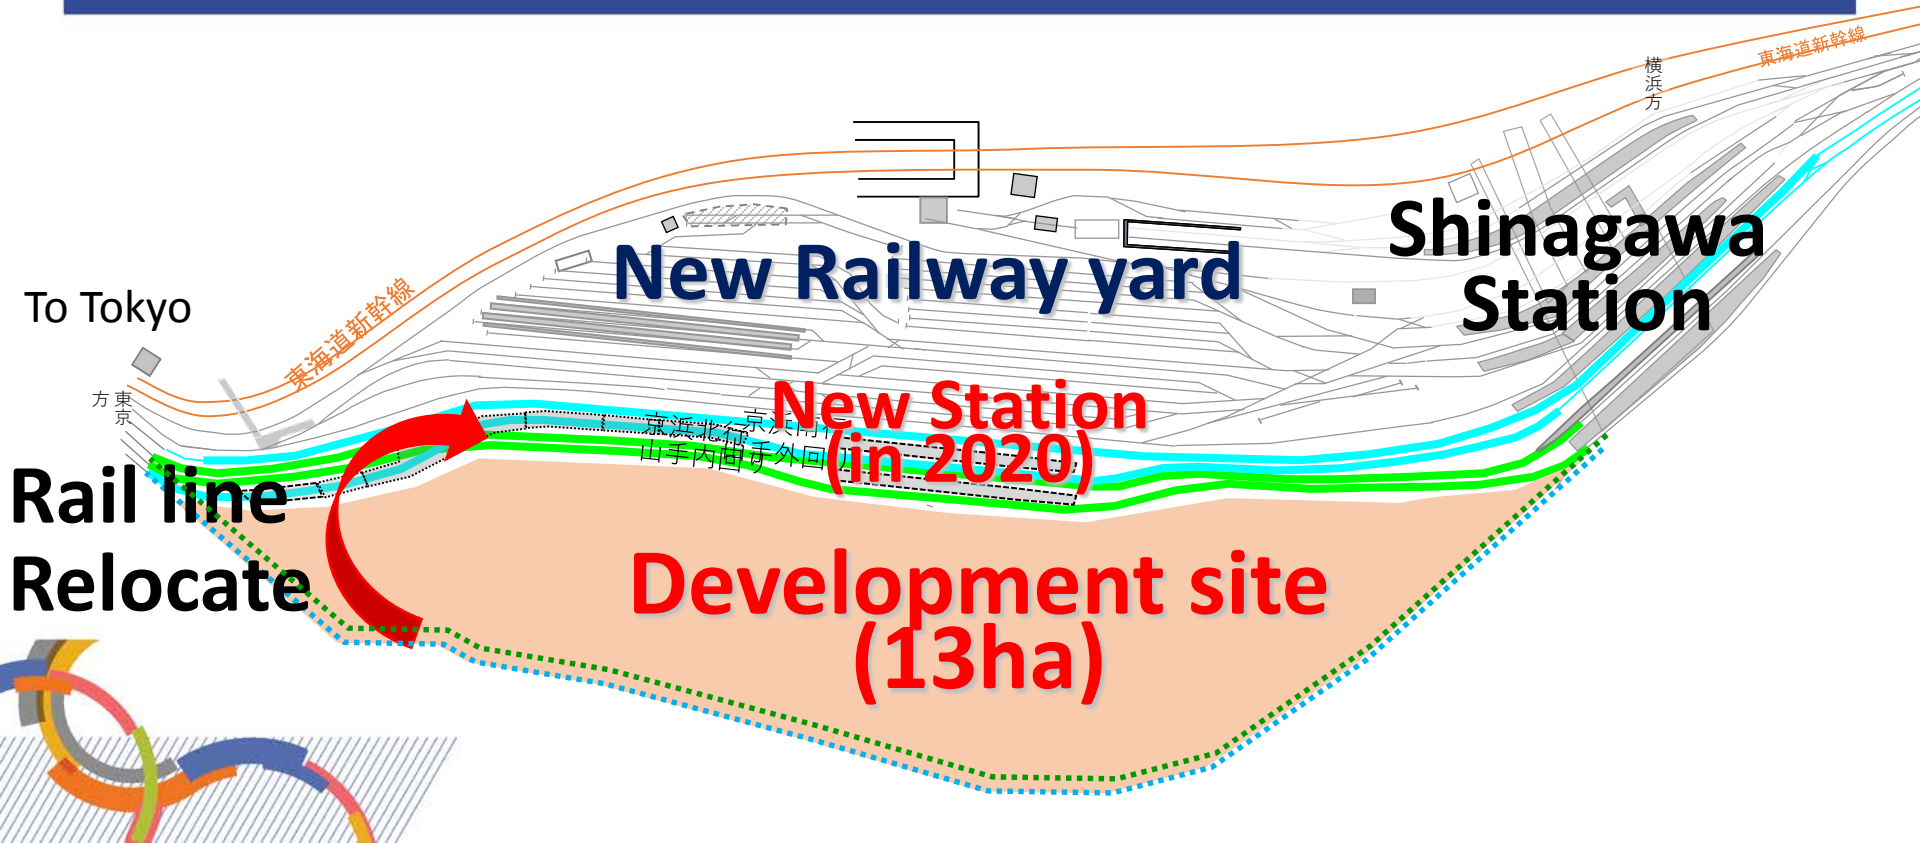 東海道新幹線
横浜方
Shinagawa
Station
New Railway yard
To Tokyo
東海道新幹線
東京
方
New Station
(in 2020)
京浜北行
京浜南行
山手内回り
山手外回り
Rail line
Relocate
Development site
(13ha)